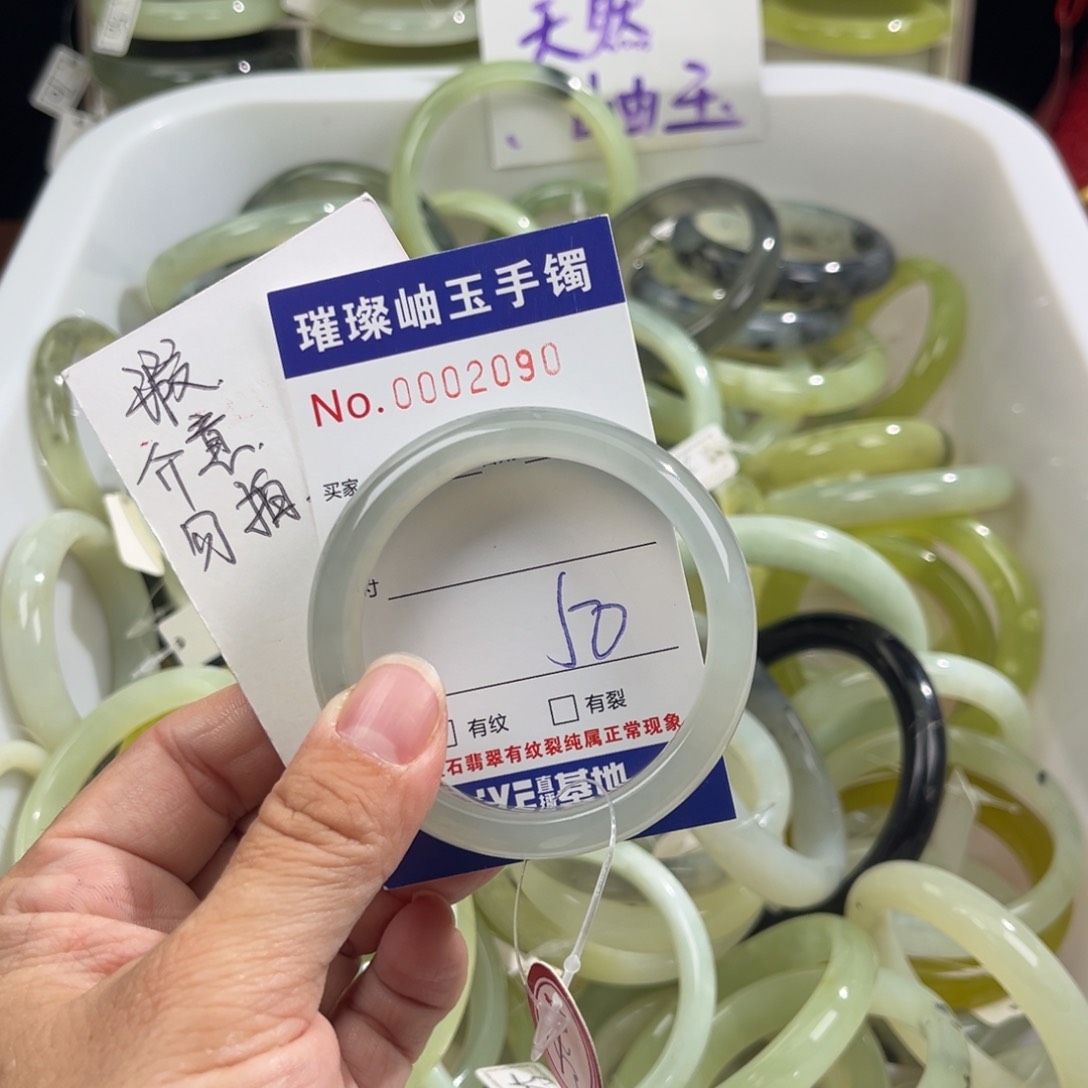 天然
岫玉
璀璨岫玉手镯
No.0002090
瑕
介意
勿拍
买家
寸
50
有纹
有裂
石翡翠有纹裂纯属正常现象
直播基地